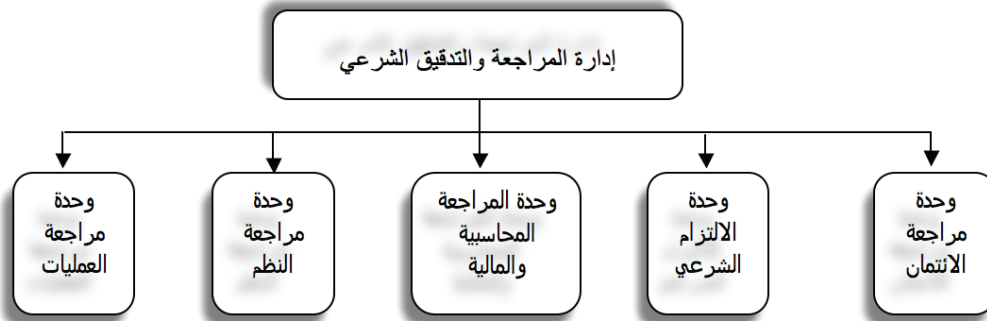 إدارة المراجعة والتدقيق الشرعي
وحدة
مراجعة
الائتمان
وحدة
الالتزام
الشرعي
وحدة المراجعة
المحاسبية
والمالية
وحدة
مراجعة
النظم
وحدة
مراجعة
العمليات